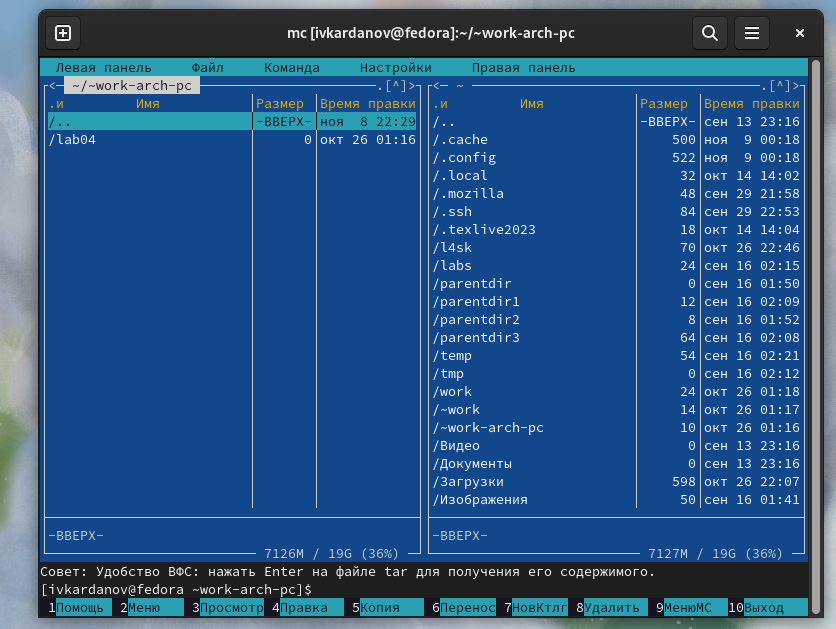 mc [ivkardanov@fedora]:~/~work-arch-pc
Левая панель Файл Команда Настройки Правая панель
<─ ~/~work-arch-pc .[^]>
.и Имя Размер Время правки
/.. -ВВЕРХ- ноя 8 22:29
/lab04 0 окт 26 01:16
-ВВЕРХ-
7126M / 19G (36%)
<─ ~ .[^]>
.и Имя Размер Время правки
/.. -ВВЕРХ- сен 13 23:16
/.cache 500 ноя 9 00:18
/.config 522 ноя 9 00:18
/.local 32 окт 14 14:02
/.mozilla 48 сен 29 21:58
/.ssh 84 сен 29 22:53
/.texlive2023 18 окт 14 14:04
/l4sk 70 окт 26 22:46
/labs 24 сен 16 02:15
/parentdir 0 сен 16 01:50
/parentdir1 12 сен 16 02:09
/parentdir2 8 сен 16 01:52
/parentdir3 64 сен 16 02:08
/temp 54 сен 16 02:21
/tmp 0 сен 16 02:12
/work 24 окт 26 01:18
/~work 14 окт 26 01:17
/~work-arch-pc 10 окт 26 01:16
/Видео 0 сен 13 23:16
/Документы 0 сен 13 23:16
/Загрузки 598 окт 26 22:07
/Изображения 50 сен 16 01:41
-ВВЕРХ-
7127M / 19G (36%)
Совет: Удобство ВФС: нажать Enter на файле tar для получения его содержимого.
[ivkardanov@fedora ~work-arch-pc]$
1Помощь 2Меню 3Просмотр 4Правка 5Копия 6Перенос 7НовКтлг 8Удалить 9МенюМС 10Выход